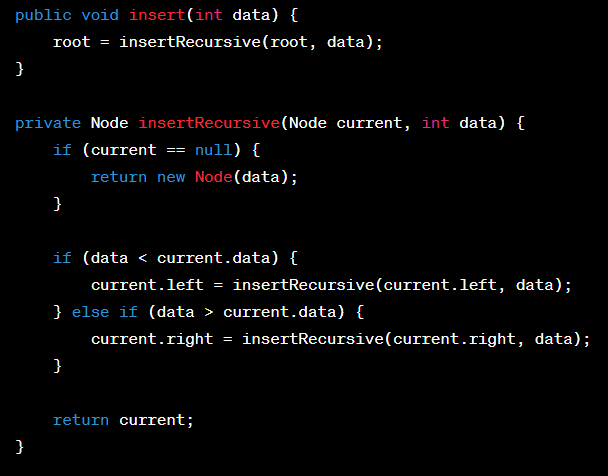 public void insert(int data) {
    root = insertRecursive(root, data);
}

private Node insertRecursive(Node current, int data) {
    if (current == null) {
        return new Node(data);
    }

    if (data < current.data) {
        current.left = insertRecursive(current.left, data);
    } else if (data > current.data) {
        current.right = insertRecursive(current.right, data);
    }

    return current;
}